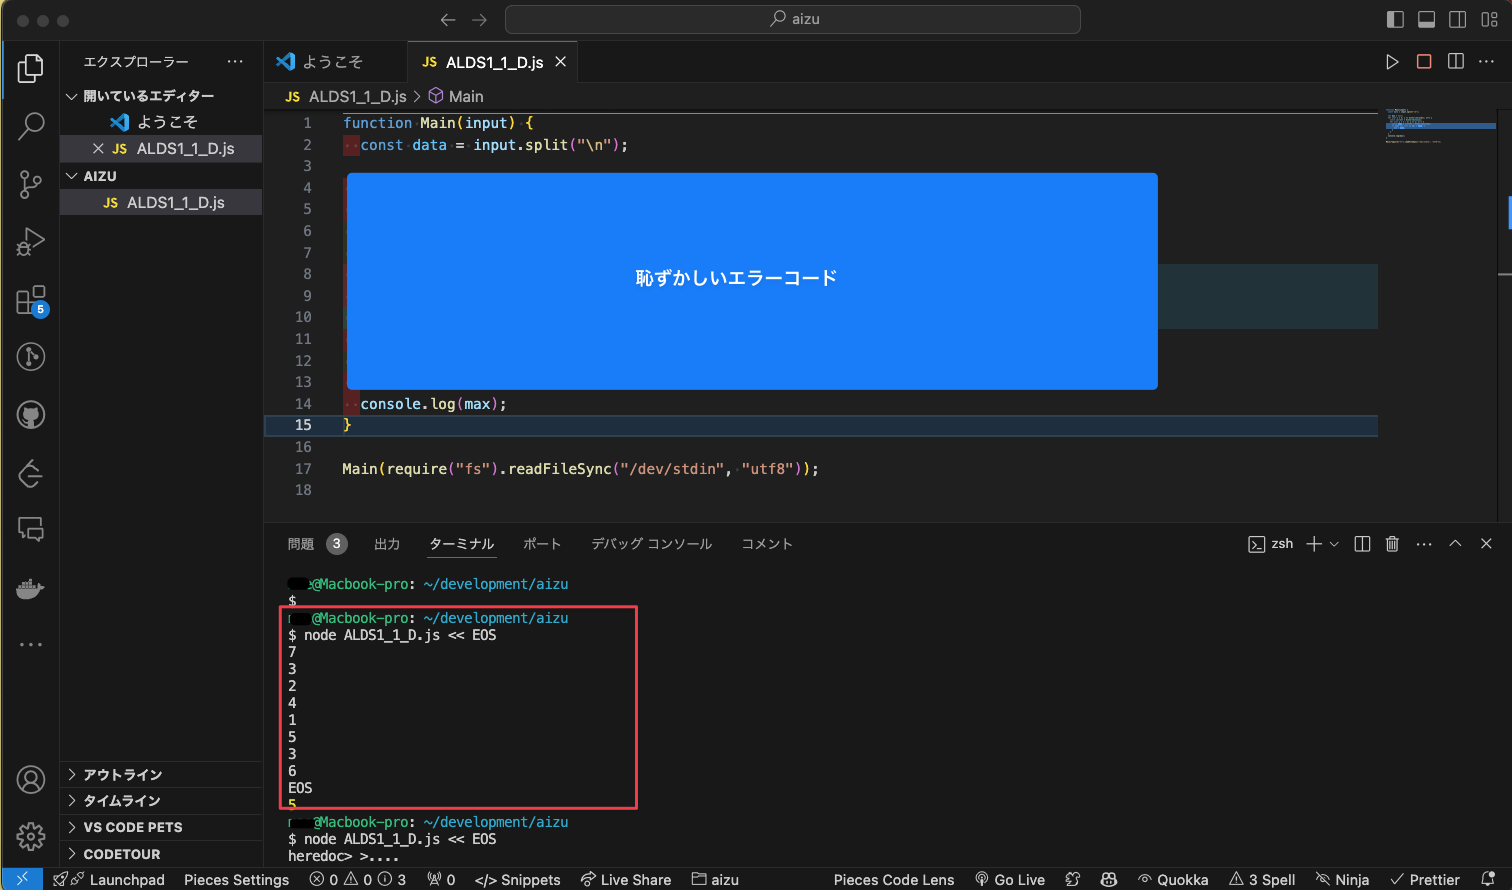 aizu
エクスプローラー
開いているエディター
ようこそ
JS ALDS1_1_D.js
AIZU
JS ALDS1_1_D.js
5
アウトライン
タイムライン
VS CODE PETS
CODETOUR
ようこそ
JS ALDS1_1_D.js
JS ALDS1_1_D.js > Main
1 function Main(input) {
2 const data = input.split("\n");
3
4
5
6
7
8
9
10
11
12
13
恥ずかしいエラーコード
14 console.log(max);
15 }
16
17 Main(require("fs").readFileSync("/dev/stdin", "utf8"));
18
問題 3 出力 ターミナル ポート デバッグ コンソール コメント
zsh
@Macbook-pro: ~/development/aizu
$
@Macbook-pro: ~/development/aizu
$ node ALDS1_1_D.js << EOS
7
3
2
4
1
5
3
6
EOS
5
@Macbook-pro: ~/development/aizu
$ node ALDS1_1_D.js << EOS
heredoc> >....
Launchpad Pieces Settings 0 0 3 0 </> Snippets Live Share aizu Pieces Code Lens Go Live Quokka 3 Spell Ninja Prettier